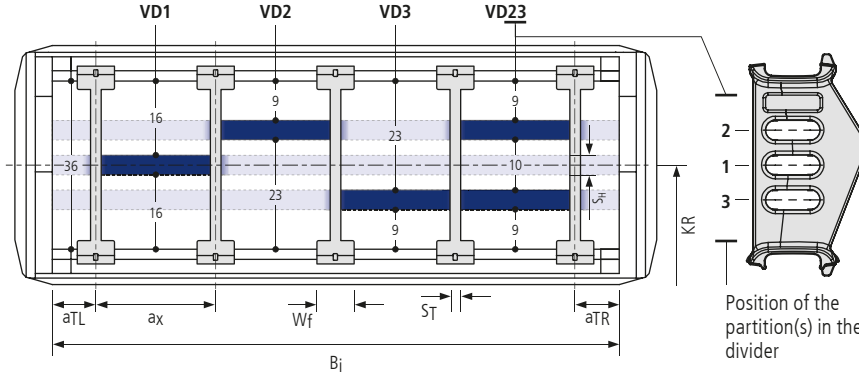 VD1 VD2 VD3 VD23
9 9
16 23
2
36 10 1
SH
3
16 23 9 9
KR
aTL ax Wf ST aTR
Bi
Position of the
partition(s) in the
divider